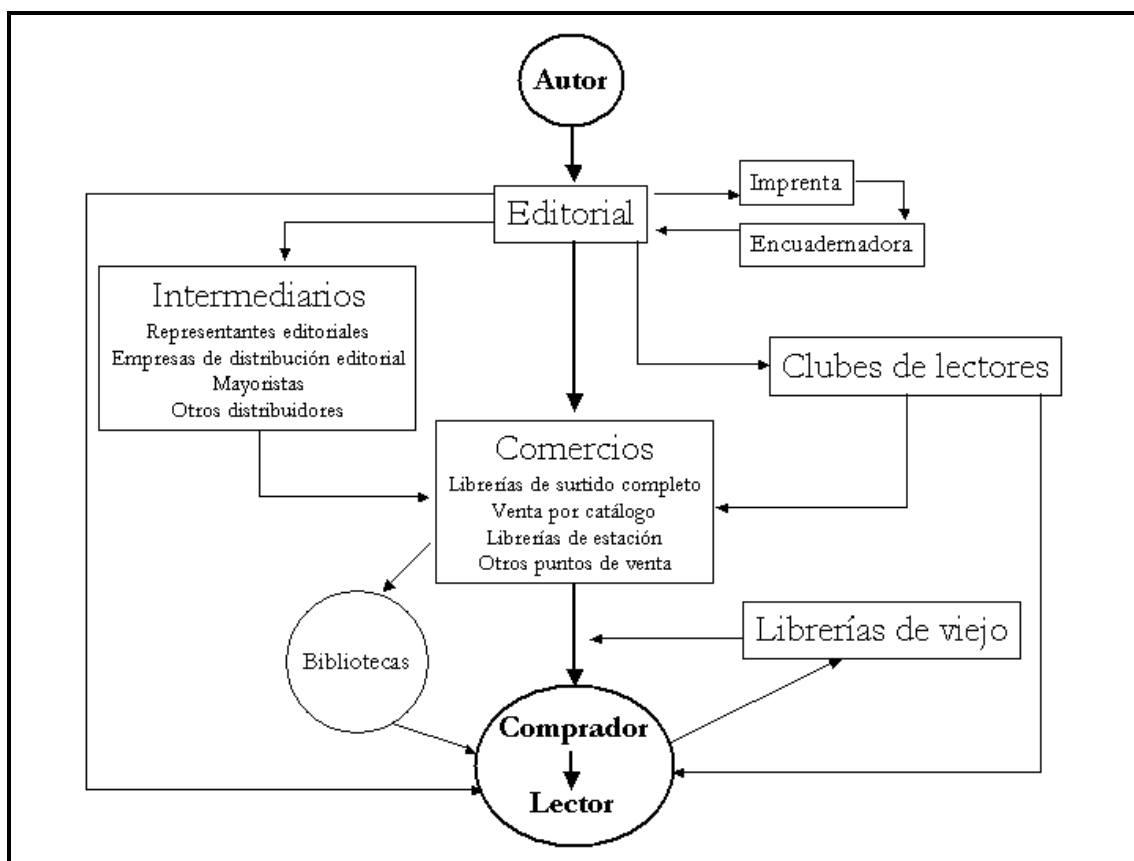 Autor
Imprenta
Editorial
Encuadernadora
Intermediarios
Representantes editoriales
Empresas de distribución editorial
Mayoristas
Otros distribuidores
Clubes de lectores
Comercios
Librerías de surtido completo
Venta por catálogo
Librerías de estación
Otros puntos de venta
Bibliotecas
Librerías de viejo
Comprador
Lector